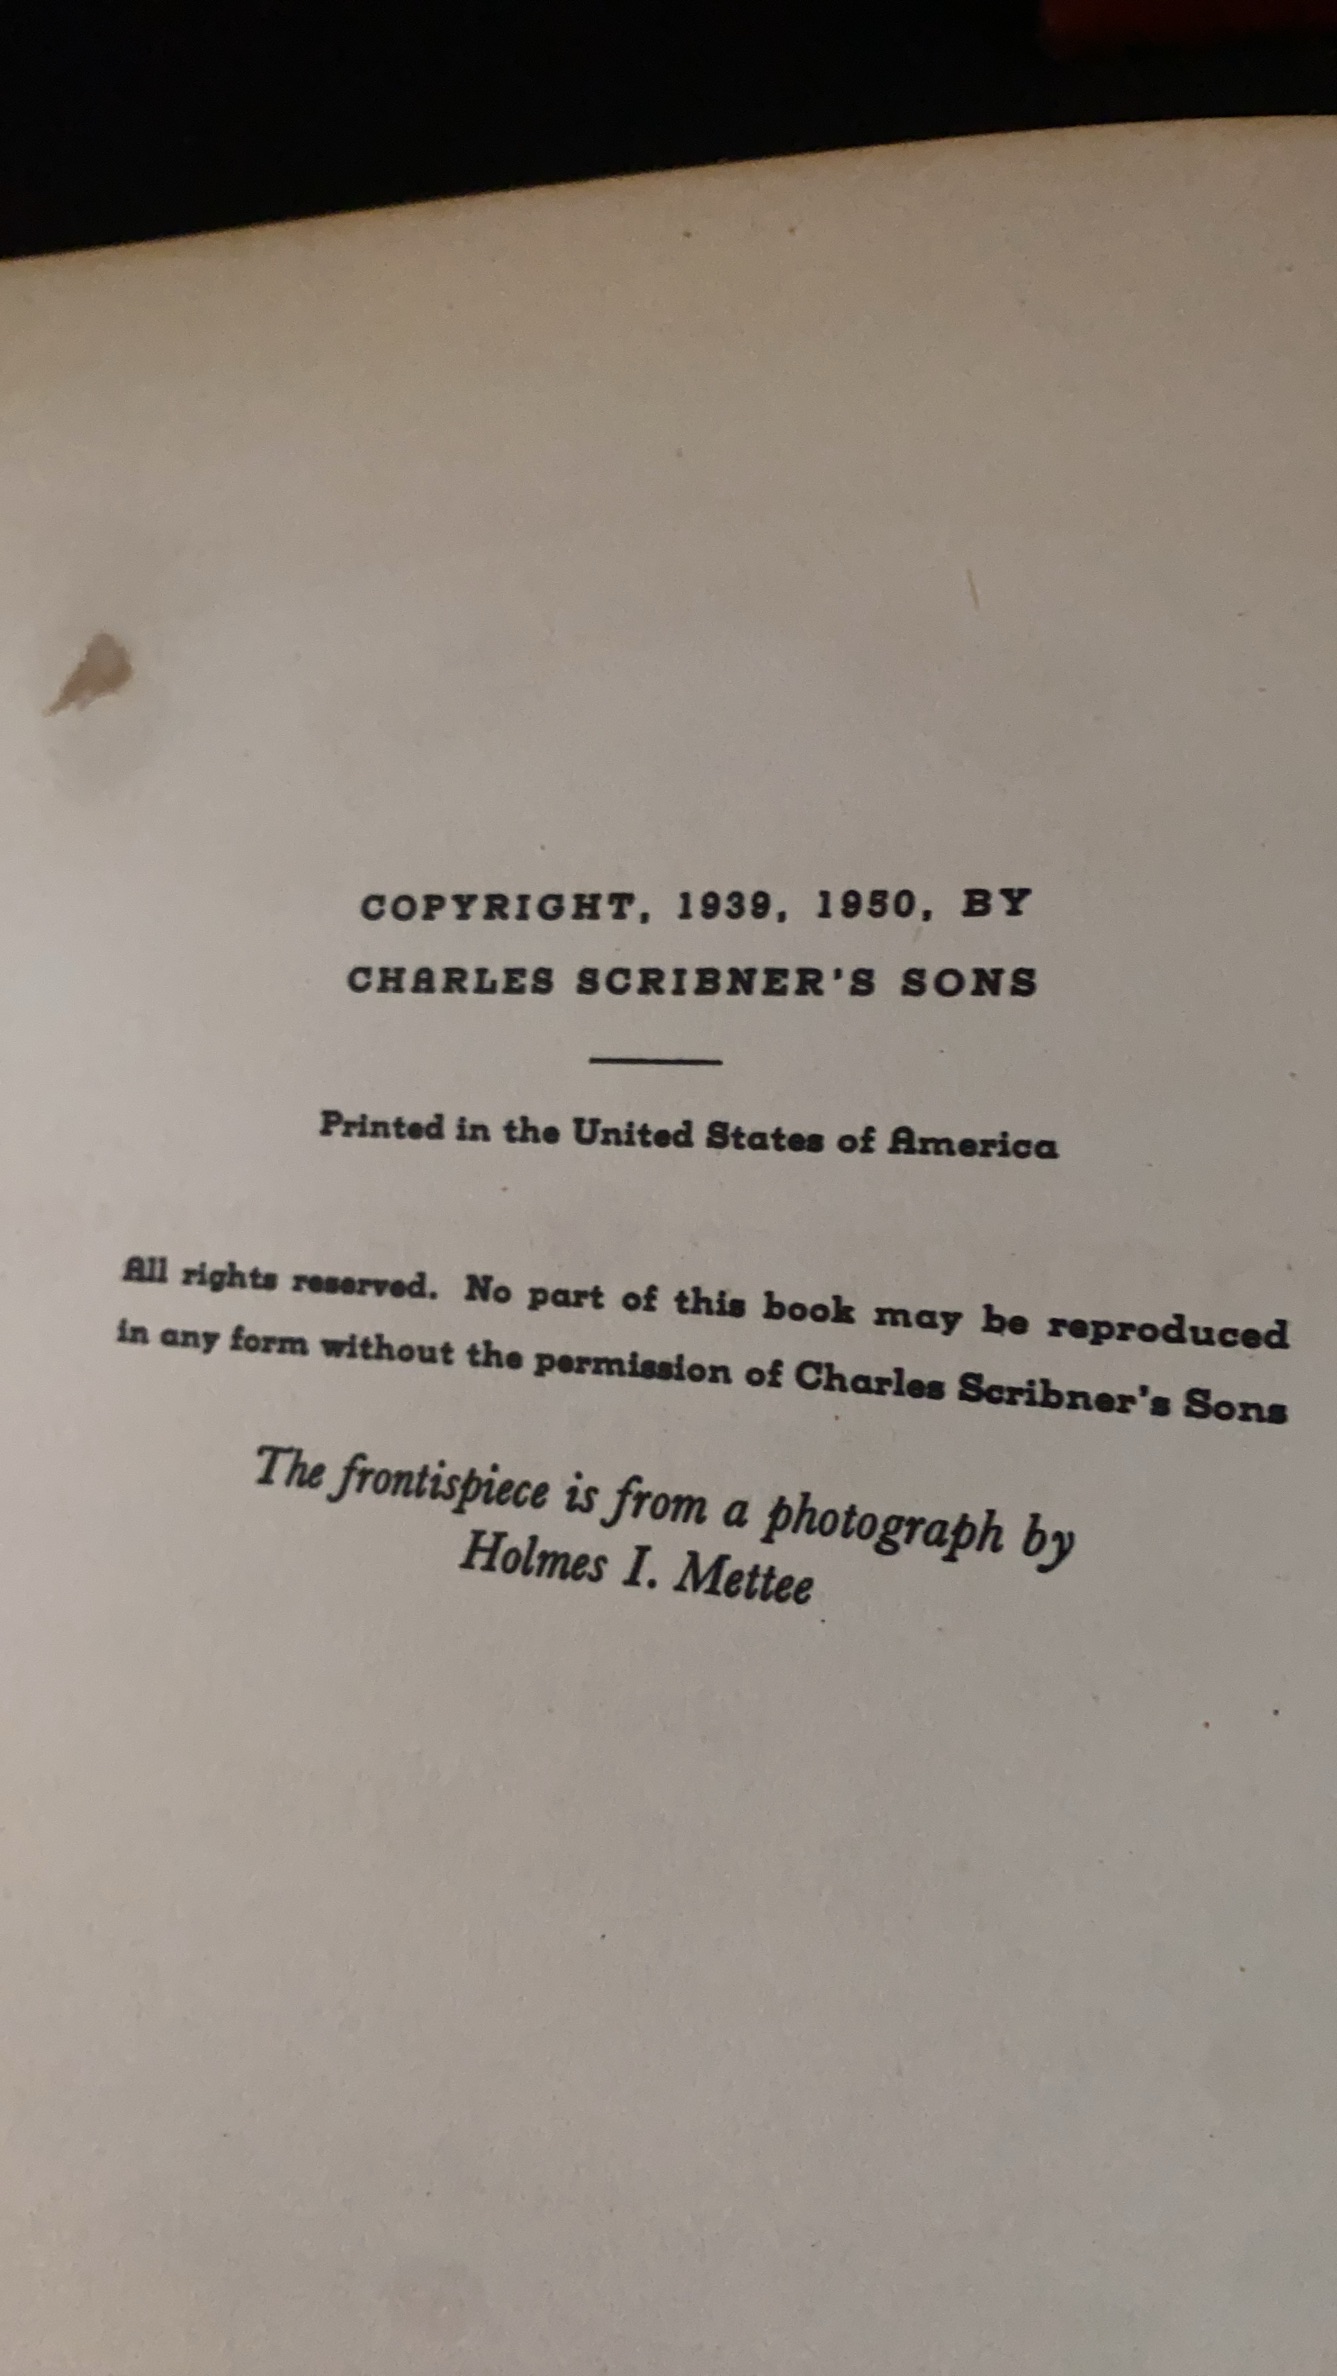 COPYRIGHT, 1939, 1950, BY
CHARLES SCRIBNER'S SONS
Printed in the United States of America
All rights reserved. No part of this book may be reproduced
in any form without the permission of Charles Scribner's Sons
The frontispiece is from a photograph by
Holmes I. Mettee